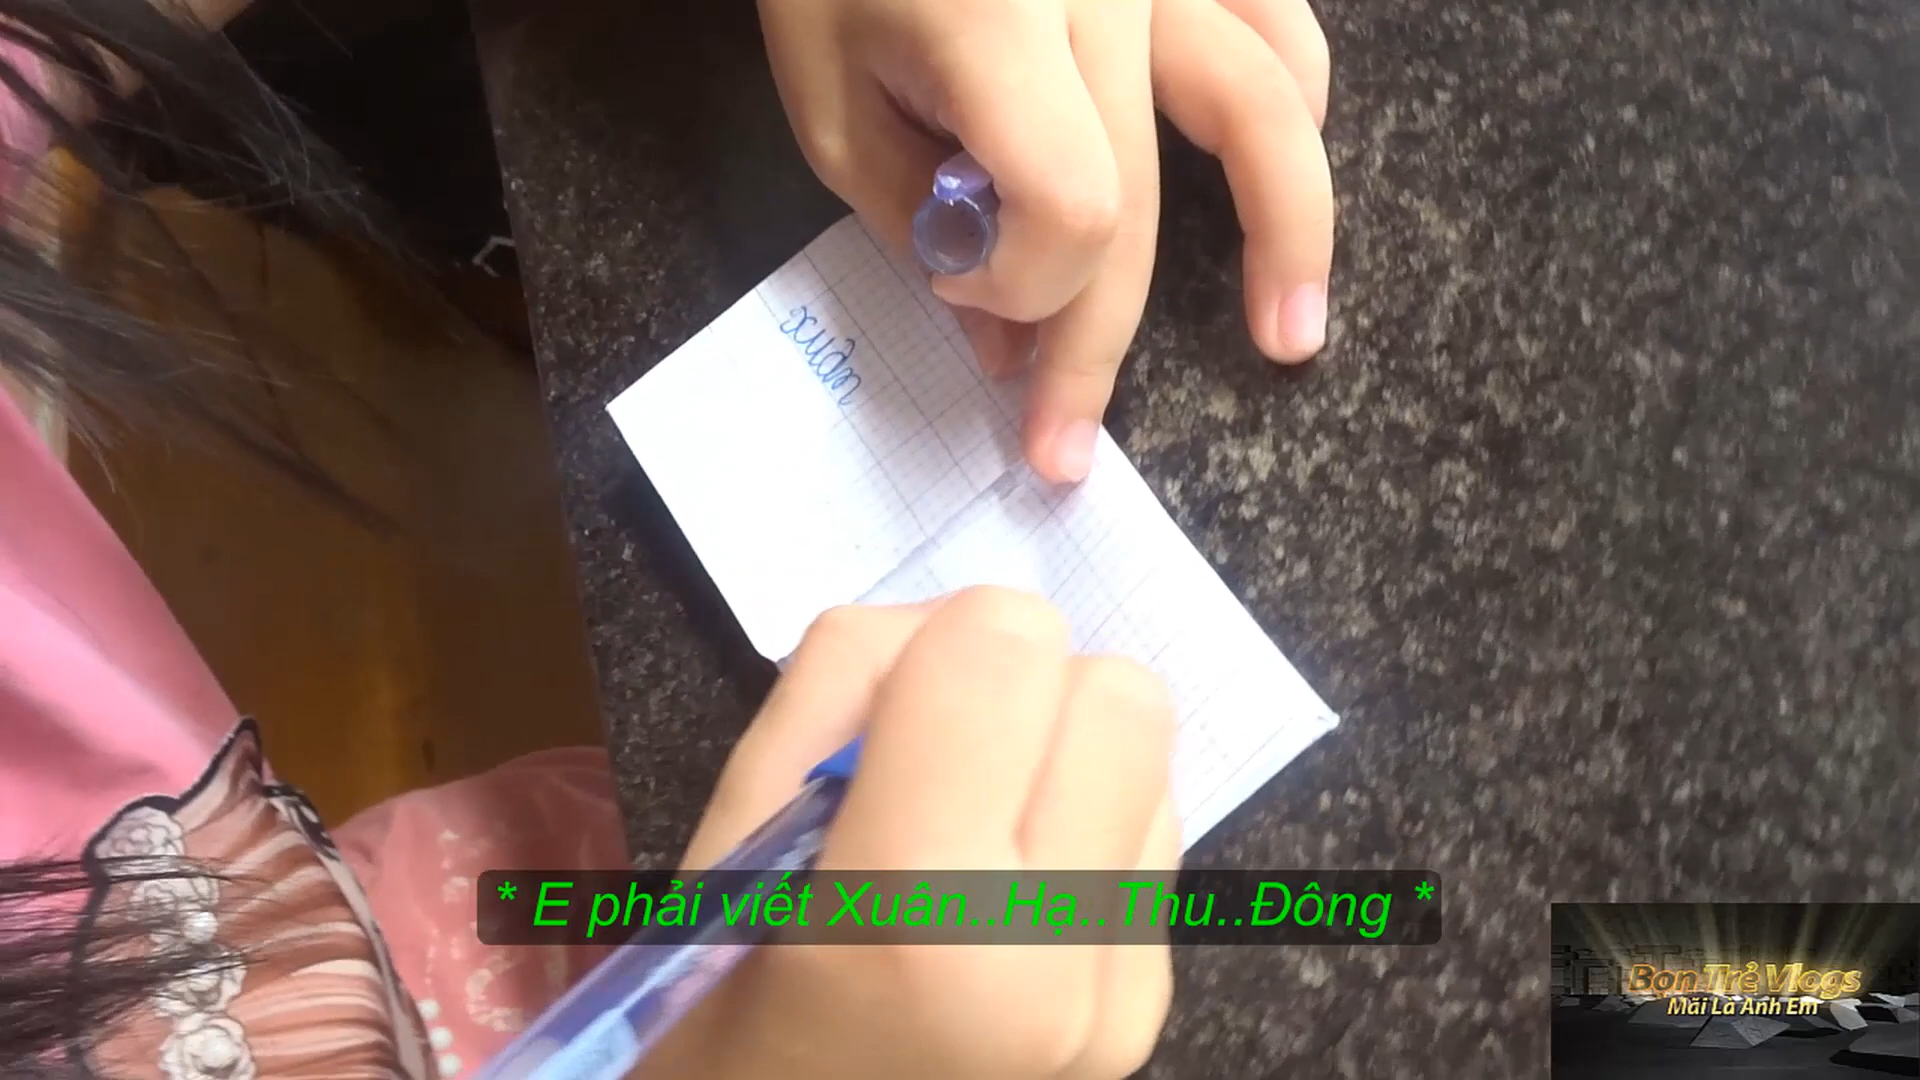 xuân
* E phải viết Xuân..Hạ..Thu..Đông *
Bọn Trẻ Vlogs
Mãi Là Anh Em